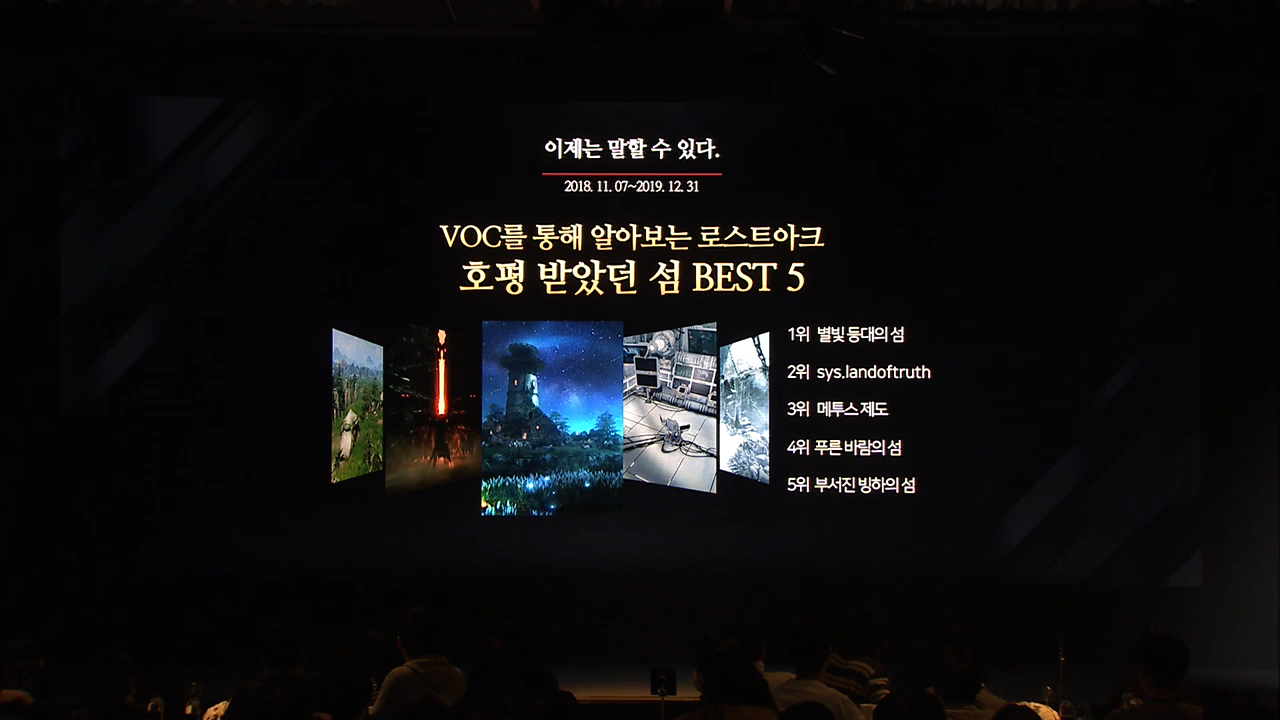 이제는 말할 수 있다.
2018. 11. 07~2019. 12. 31
VOC를 통해 알아보는 로스트아크
호평 받았던 섬 BEST 5
1위 별빛 등대의 섬
2위 sys.landoftruth
3위 메투스 제도
4위 푸른 바람의 섬
5위 부서진 빙하의 섬